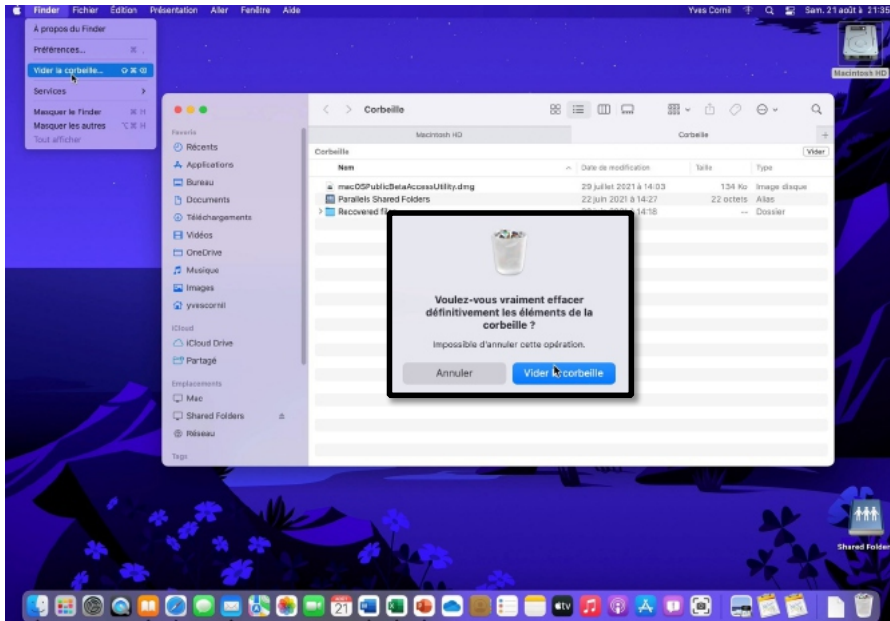 Finder Fichier Édition Présentation Aller Fenêtre Aide
Yves Cornil
Sam. 21 août à 21:35
À propos du Finder
Préférences... ⌘ ,
Vider la corbeille... ⇧ ⌘ ⌫
Services >
Masquer le Finder ⌘ H
Masquer les autres ⌥ ⌘ H
Tout afficher
Macintosh HD
Corbeille
Macintosh HD
Corbeille
Corbeille
Vider
Nom
Date de modification
Taille
Type
macOSPublicBetaAccessUtility.dmg 29 juillet 2021 à 14:03 134 Ko Image disque
Parallels Shared Folders 22 juin 2021 à 14:27 22 octets Alias
Recovered 14:18 -- Dossier
Favoris
Récents
Applications
Bureau
Documents
Téléchargements
Vidéos
OneDrive
Musique
Images
yvescornil
iCloud
iCloud Drive
Partagé
Emplacements
Mac
Shared Folders
Réseau
Tags
Voulez-vous vraiment effacer
définitivement les éléments de la
corbeille ?
Impossible d'annuler cette opération.
Annuler
Vider la corbeille
Shared Folder
21
tv